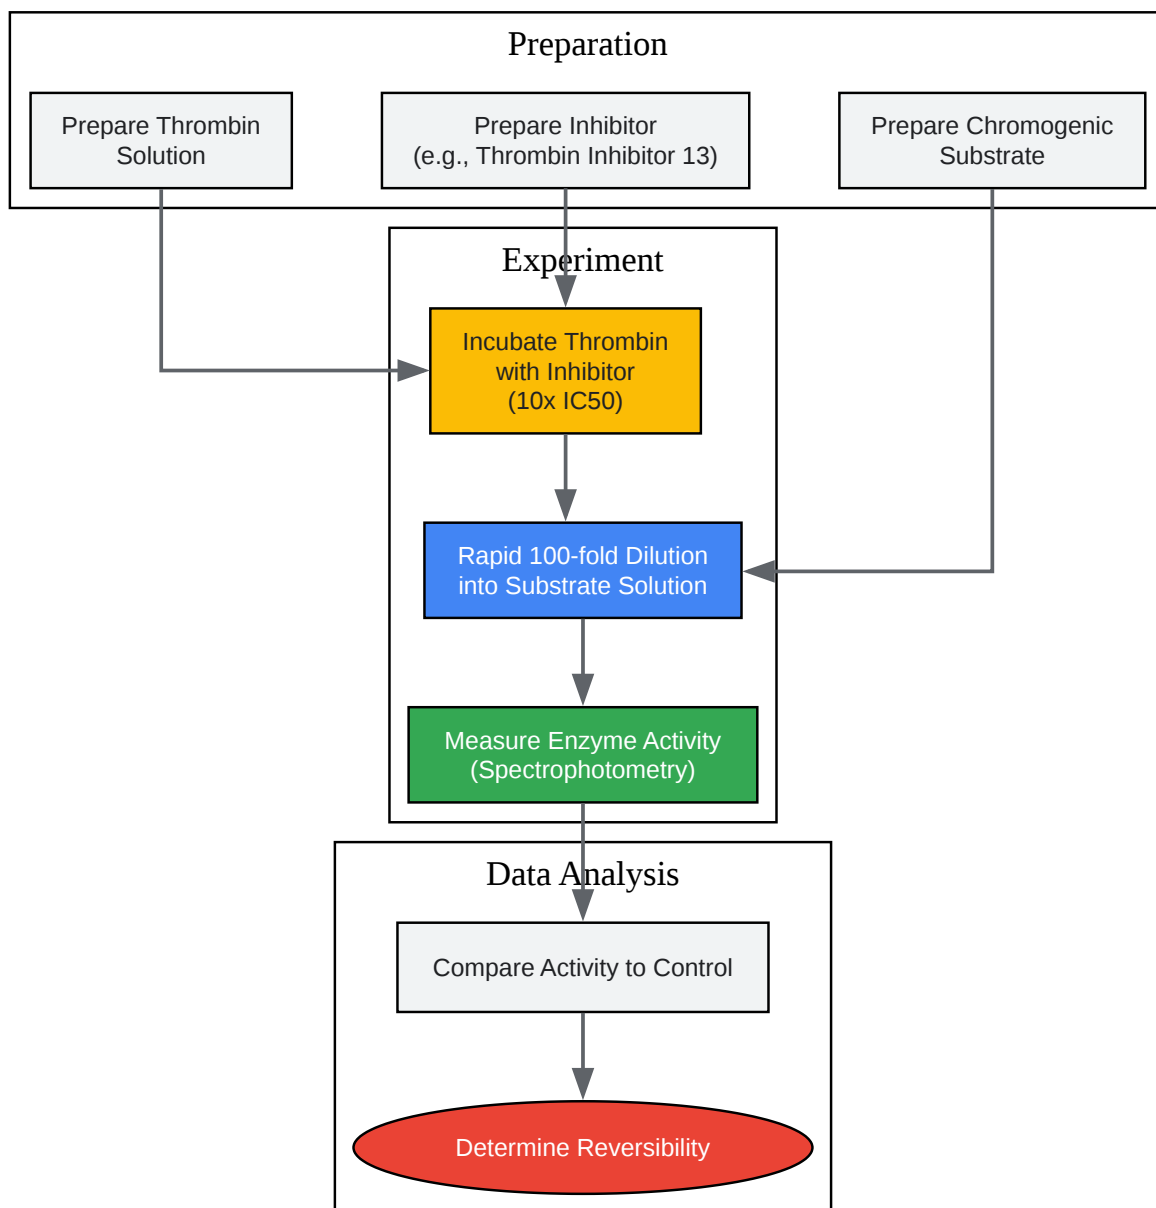 Preparation
Prepare Thrombin
Solution
Prepare Inhibitor
(e.g., Thrombin Inhibitor 13)
Prepare Chromogenic
Substrate
Experiment
Incubate Thrombin
with Inhibitor
(10x IC50)
Rapid 100-fold Dilution
into Substrate Solution
Measure Enzyme Activity
(Spectrophotometry)
Data Analysis
Compare Activity to Control
Determine Reversibility